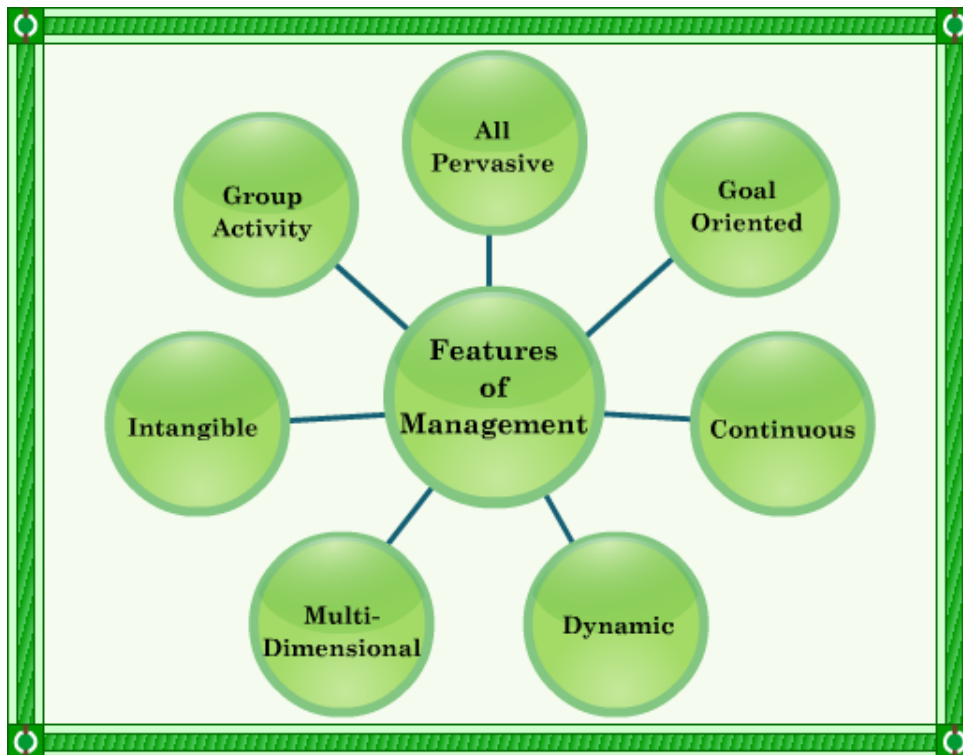 All
Pervasive
Goal
Oriented
Group
Activity
Features
of
Management
Intangible
Continuous
Multi-
Dimensional
Dynamic